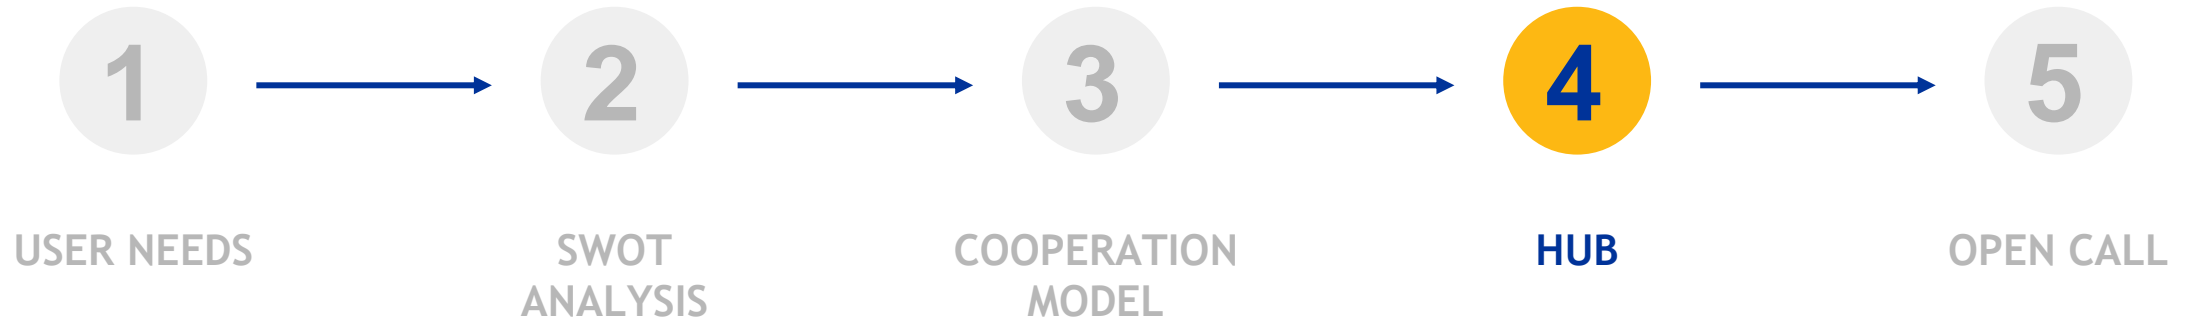 1
2
3
4
5
USER NEEDS
SWOT
ANALYSIS
COOPERATION
MODEL
HUB
OPEN CALL